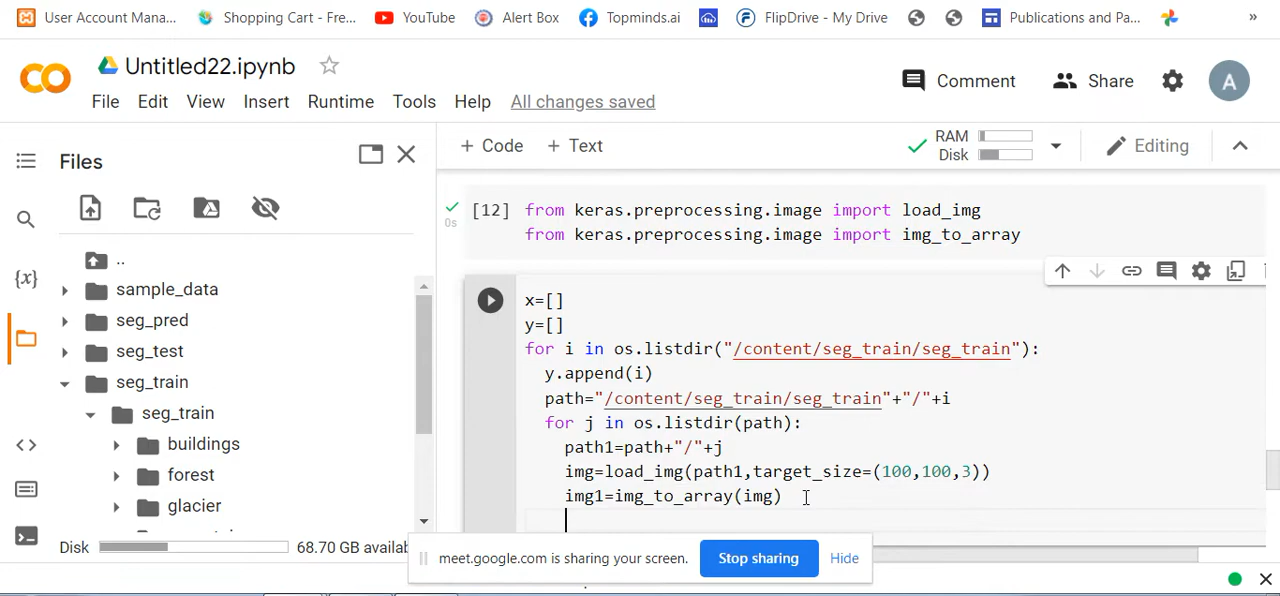 User Account Mana...
Shopping Cart - Fre...
YouTube
Alert Box
Topminds.ai
FlipDrive - My Drive
Publications and Pa...
»
CO
Untitled22.ipynb
Comment
Share
A
File Edit View Insert Runtime Tools Help All changes saved
Files
+ Code + Text
RAM
Disk
Editing
..
sample_data
seg_pred
seg_test
seg_train
seg_train
buildings
forest
glacier
{x}
Disk
68.70 GB availab
0s
[12]
from keras.preprocessing.image import load_img
from keras.preprocessing.image import img_to_array
x=[]
y=[]
for i in os.listdir("/content/seg_train/seg_train"):
y.append(i)
path="/content/seg_train/seg_train"+"/"+i
for j in os.listdir(path):
path1=path+"/"+j
img=load_img(path1,target_size=(100,100,3))
img1=img_to_array(img)
meet.google.com is sharing your screen.
Stop sharing
Hide